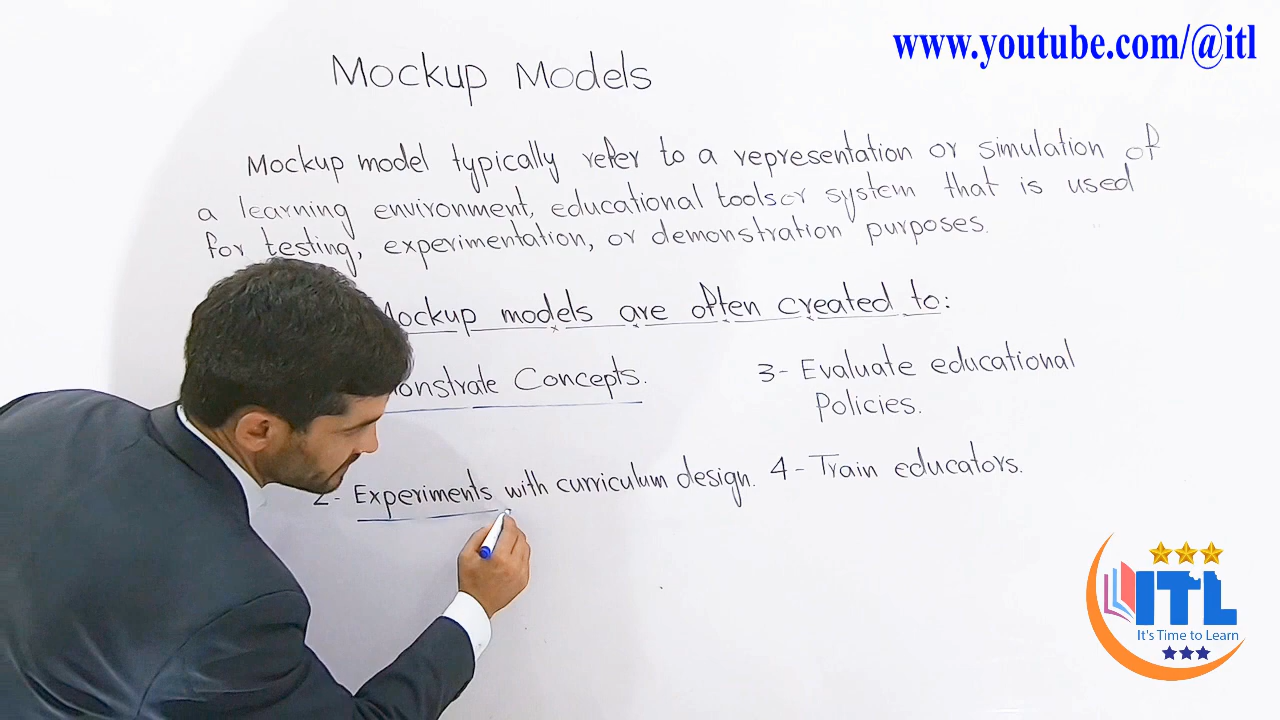 www.youtube.com/@itl
Mockup Models
Mockup model typically refer to a representation or simulation of
a learning environment, educational tools or system that is used
for testing, experimentation, or demonstration purposes.
Mockup models are often created to:
monstrate Concepts.
2- Experiments with curriculum design.
3- Evaluate educational
Policies.
4- Train educators.
ITL
It's Time to Learn